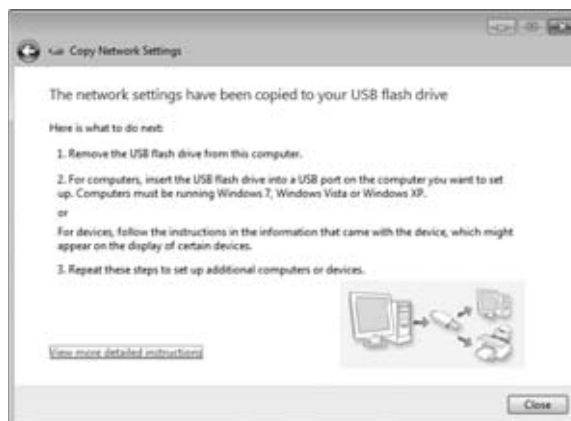 Copy Network Settings
The network settings have been copied to your USB flash drive
Here is what to do next:
1. Remove the USB flash drive from this computer.
2. For computers, insert the USB flash drive into a USB port on the computer you want to set
up. Computers must be running Windows 7, Windows Vista or Windows XP.
or
For devices, follow the instructions in the information that came with the device, which might
appear on the display of certain devices.
3. Repeat these steps to set up additional computers or devices.
View more detailed instructions
Close